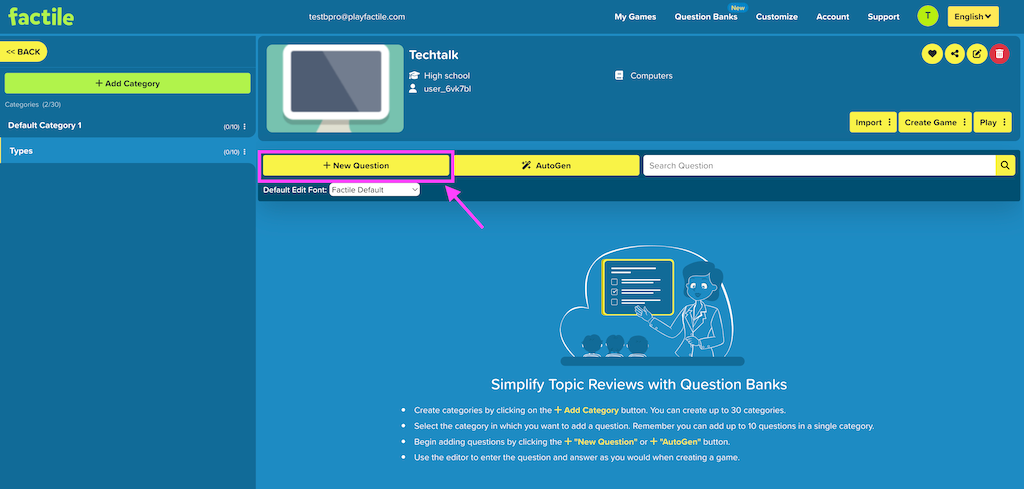 factile
testbpro@playfactile.com
My Games
Question Banks
New
Customize
Account
Support
T
English
<< BACK
+ Add Category
Categories (2/30)
Default Category 1
(0/10)
Types
(0/10)
Techtalk
High school
Computers
user_6vk7bl
Import
Create Game
Play
+ New Question
AutoGen
Search Question
Default Edit Font: Factile Default
Simplify Topic Reviews with Question Banks
• Create categories by clicking on the + Add Category button. You can create up to 30 categories.
• Select the category in which you want to add a question. Remember you can add up to 10 questions in a single category.
• Begin adding questions by clicking the + "New Question" or + "AutoGen" button.
• Use the editor to enter the question and answer as you would when creating a game.